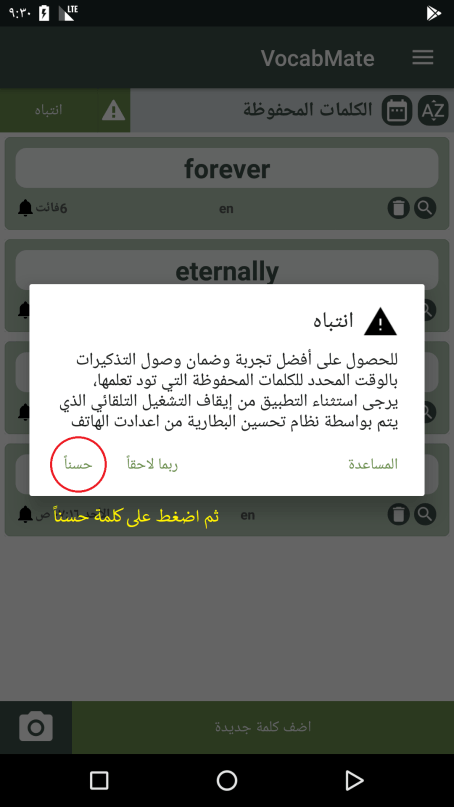 ٩:٣٠ LTE
VocabMate
الكلمات المحفوظة
انتباه
forever
en
6فائت
eternally
انتباه
للحصول على أفضل تجربة وضمان وصول التذكيرات
بالوقت المحدد للكلمات المحفوظة التي تود تعلمها،
يرجى استثناء التطبيق من إيقاف التشغيل التلقائي الذي
يتم بواسطة نظام تحسين البطارية من اعدادت الهاتف
المساعدة
ربما لاحقاً
حسناً
ثم اضغط على كلمة حسناً
en
اضف كلمة جديدة